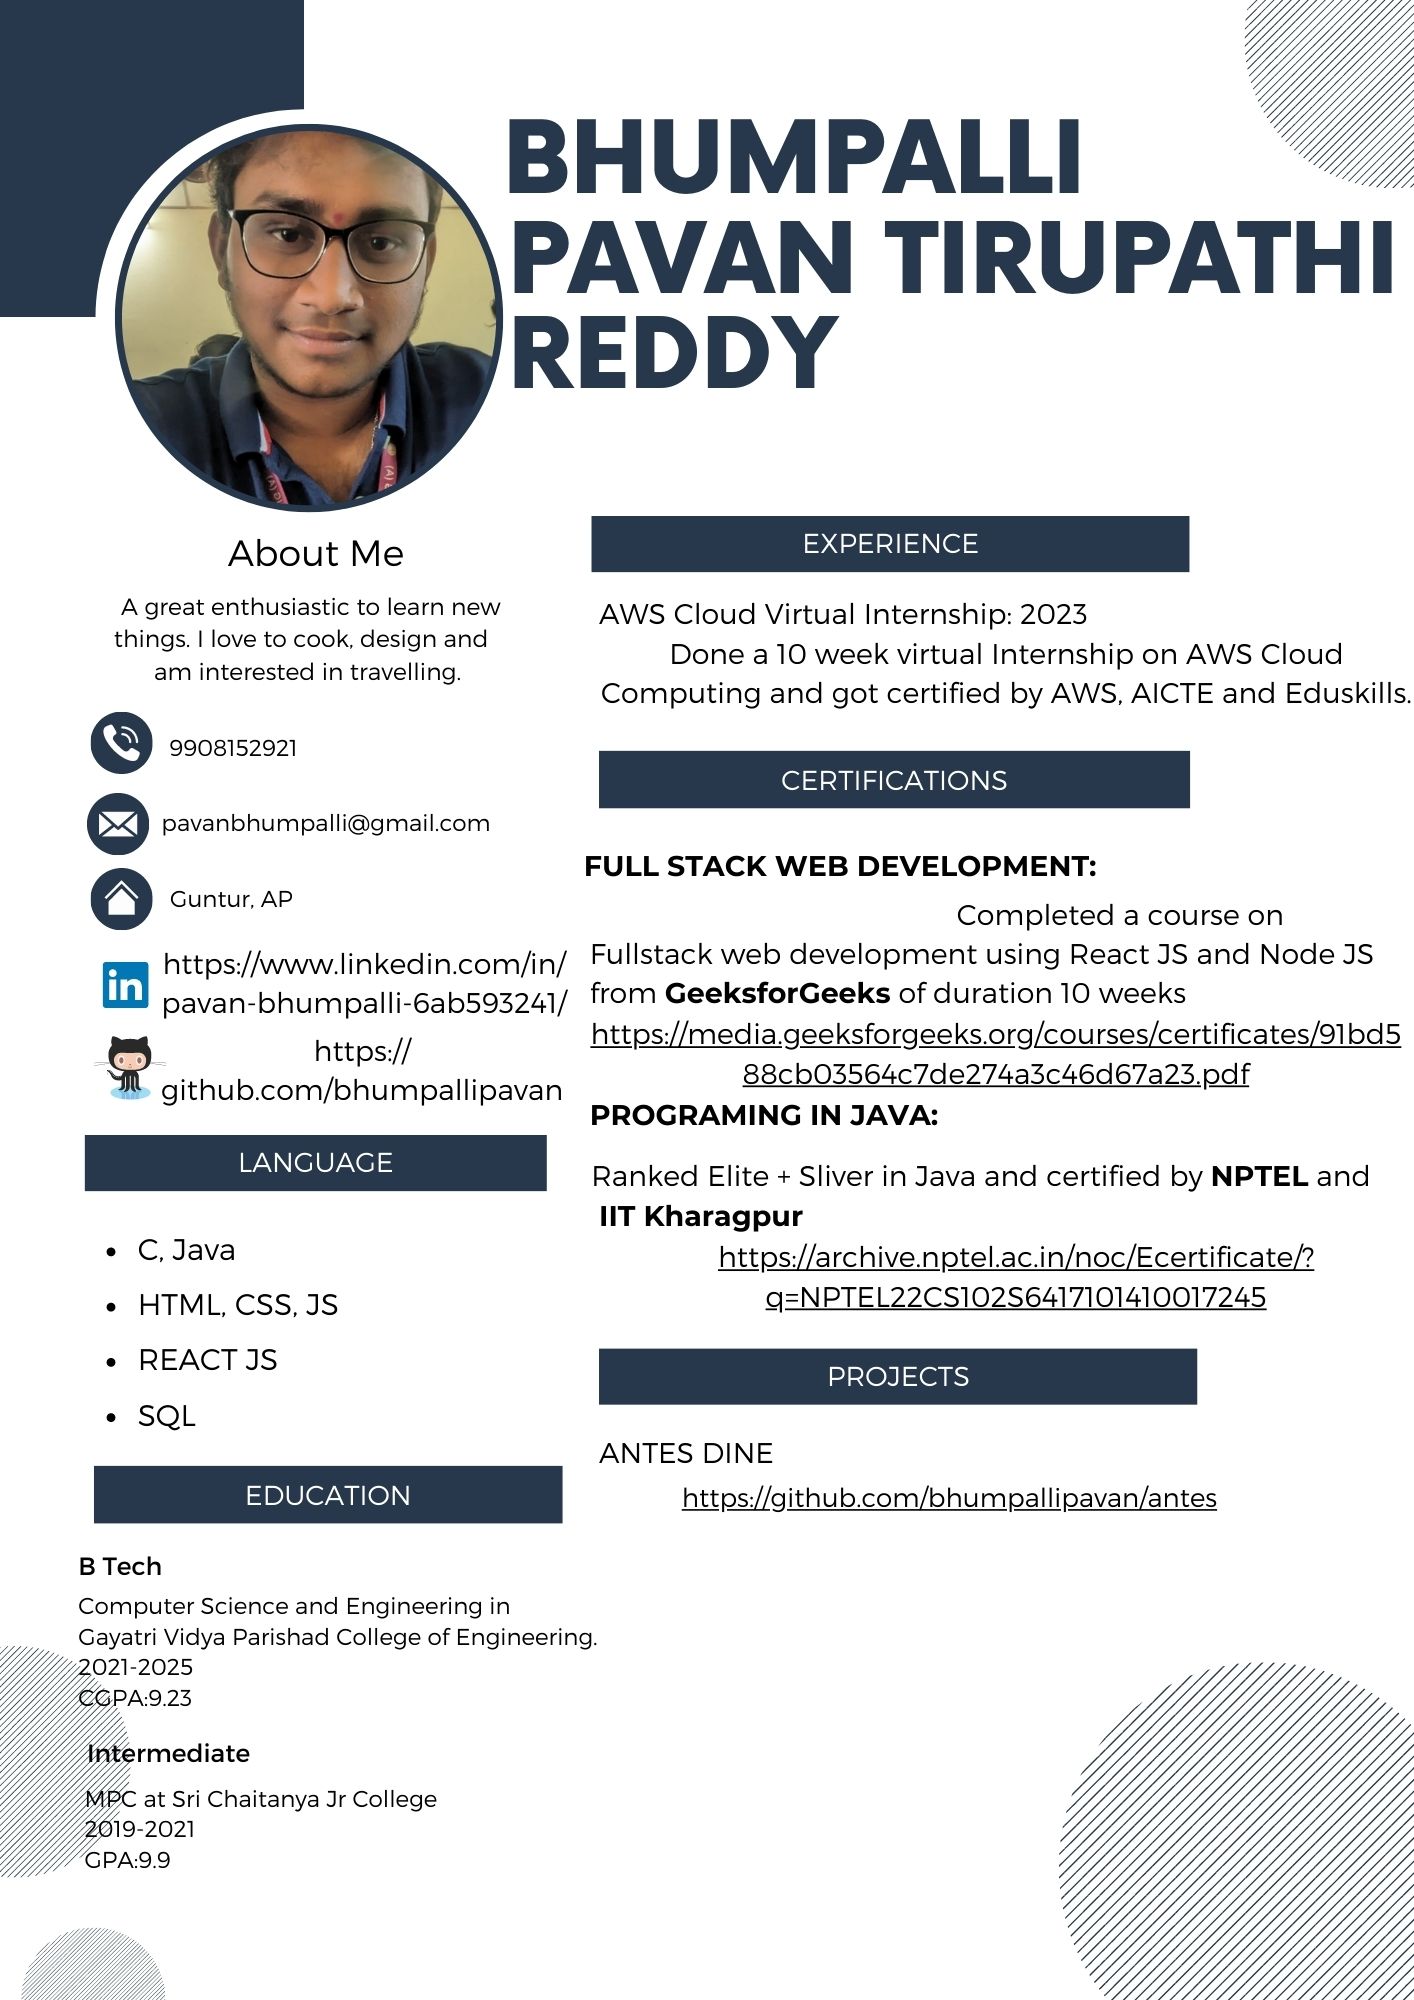 BHUMPALLI
PAVAN TIRUPATHI
REDDY
About Me
A great enthusiastic to learn new
things. I love to cook, design and
am interested in travelling.
9908152921
pavanbhumpalli@gmail.com
Guntur, AP
https://www.linkedin.com/in/
pavan-bhumpalli-6ab593241/
https://
github.com/bhumpallipavan
LANGUAGE
• C, Java
• HTML, CSS, JS
• REACT JS
• SQL
EDUCATION
B Tech
Computer Science and Engineering in
Gayatri Vidya Parishad College of Engineering.
2021-2025
CGPA:9.23
Intermediate
MPC at Sri Chaitanya Jr College
2019-2021
GPA:9.9
EXPERIENCE
AWS Cloud Virtual Internship: 2023
Done a 10 week virtual Internship on AWS Cloud
Computing and got certified by AWS, AICTE and Eduskills.
CERTIFICATIONS
FULL STACK WEB DEVELOPMENT:
Completed a course on
Fullstack web development using React JS and Node JS
from GeeksforGeeks of duration 10 weeks
https://media.geeksforgeeks.org/courses/certificates/91bd5
88cb03564c7de274a3c46d67a23.pdf
PROGRAMING IN JAVA:
Ranked Elite + Sliver in Java and certified by NPTEL and
IIT Kharagpur
https://archive.nptel.ac.in/noc/Ecertificate/?
q=NPTEL22CS102S6417101410017245
PROJECTS
ANTES DINE
https://github.com/bhumpallipavan/antes